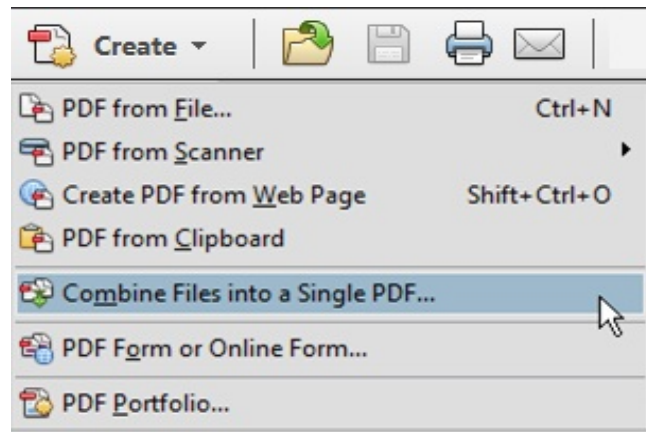 Create
PDF from File... Ctrl+N
PDF from Scanner
Create PDF from Web Page Shift+Ctrl+O
PDF from Clipboard
Combine Files into a Single PDF...
PDF Form or Online Form...
PDF Portfolio...